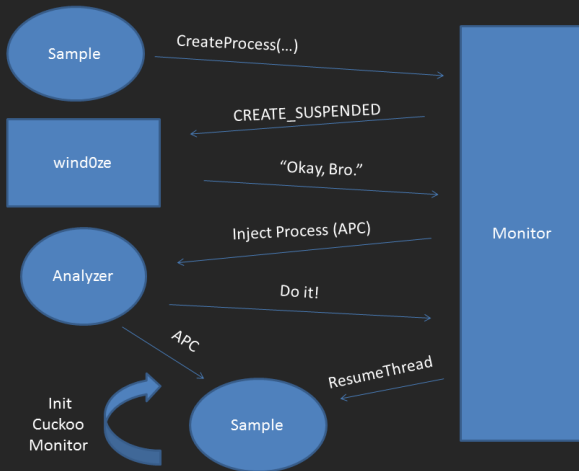 Sample
CreateProcess(…)
CREATE_SUSPENDED
wind0ze
“Okay, Bro.”
Inject Process (APC)
Monitor
Analyzer
Do it!
APC
ResumeThread
Init
Cuckoo
Monitor
Sample